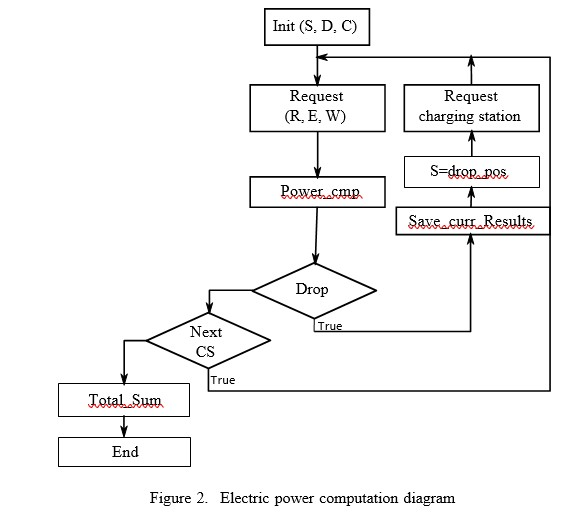 Init (S, D, C)
Request
(R, E, W)
Request
charging station
S=drop_pos
Power_cmp
Save_curr_Results
Drop
True
Next
CS
True
Total_Sum
End
Figure 2. Electric power computation diagram